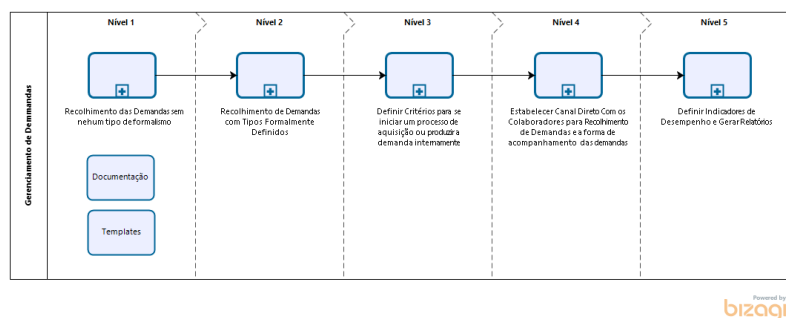 Gerenciamento de Demmandas
Nível 1
Nível 2
Nível 3
Nível 4
Nível 5
Recolhimento das Demandas sem
nehum tipo de formalismo
Recolhimento de Demandas
com Tipos Formalmente
Definidos
Definir Critérios para se
iniciar um processo de
aquisição ou produzir a
demanda internamente
Estabelecer Canal Direto Com os
Colaboradores para Recolhimento
de Demandas e a forma de
acompanhamento das demandas
Definir Indicadores de
Desempenho e Gerar Relatórios
Documentação
Templates
Powered by
bizagi